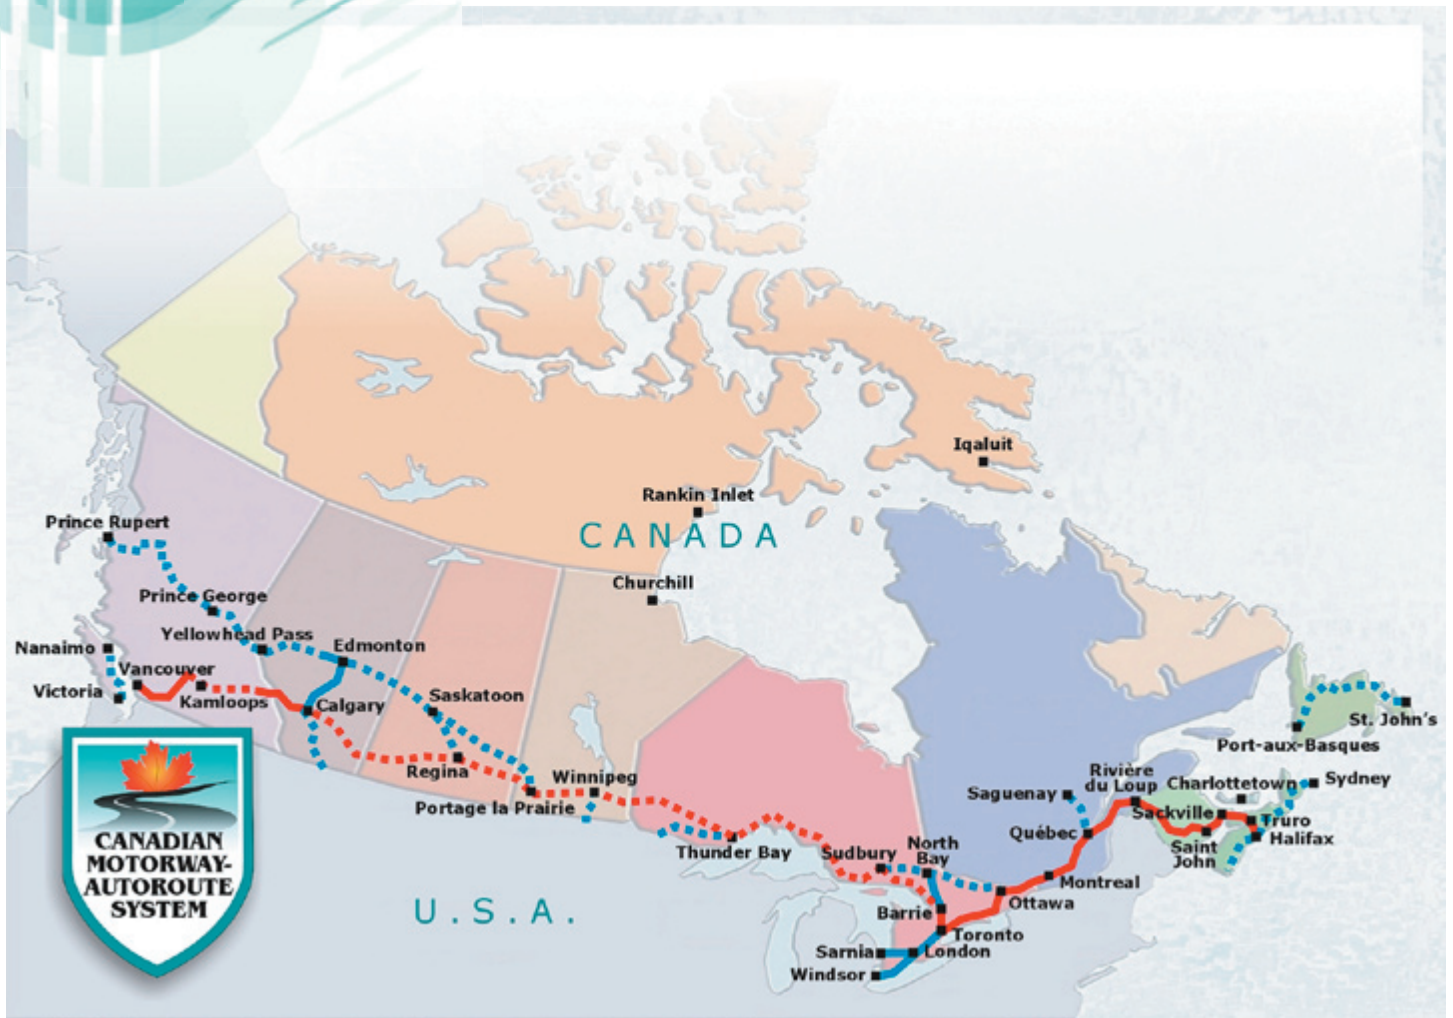 Iqaluit
Rankin Inlet
CANADA
Prince Rupert
Churchill
Prince George
Yellowhead Pass
Edmonton
Nanaimo
Vancouver
Victoria
Kamloops
Calgary
Saskatoon
St. John's
Port-aux-Basques
Regina
Winnipeg
Portage la Prairie
Rivière
du Loup
Charlottetown
Sydney
Saguenay
Sackville
Truro
Québec
Halifax
Saint
John
Thunder Bay
Sudbury
North
Bay
Montreal
Ottawa
Barrie
Toronto
Sarnia
London
Windsor
U.S.A.
CANADIAN
MOTORWAY-
AUTOROUTE
SYSTEM